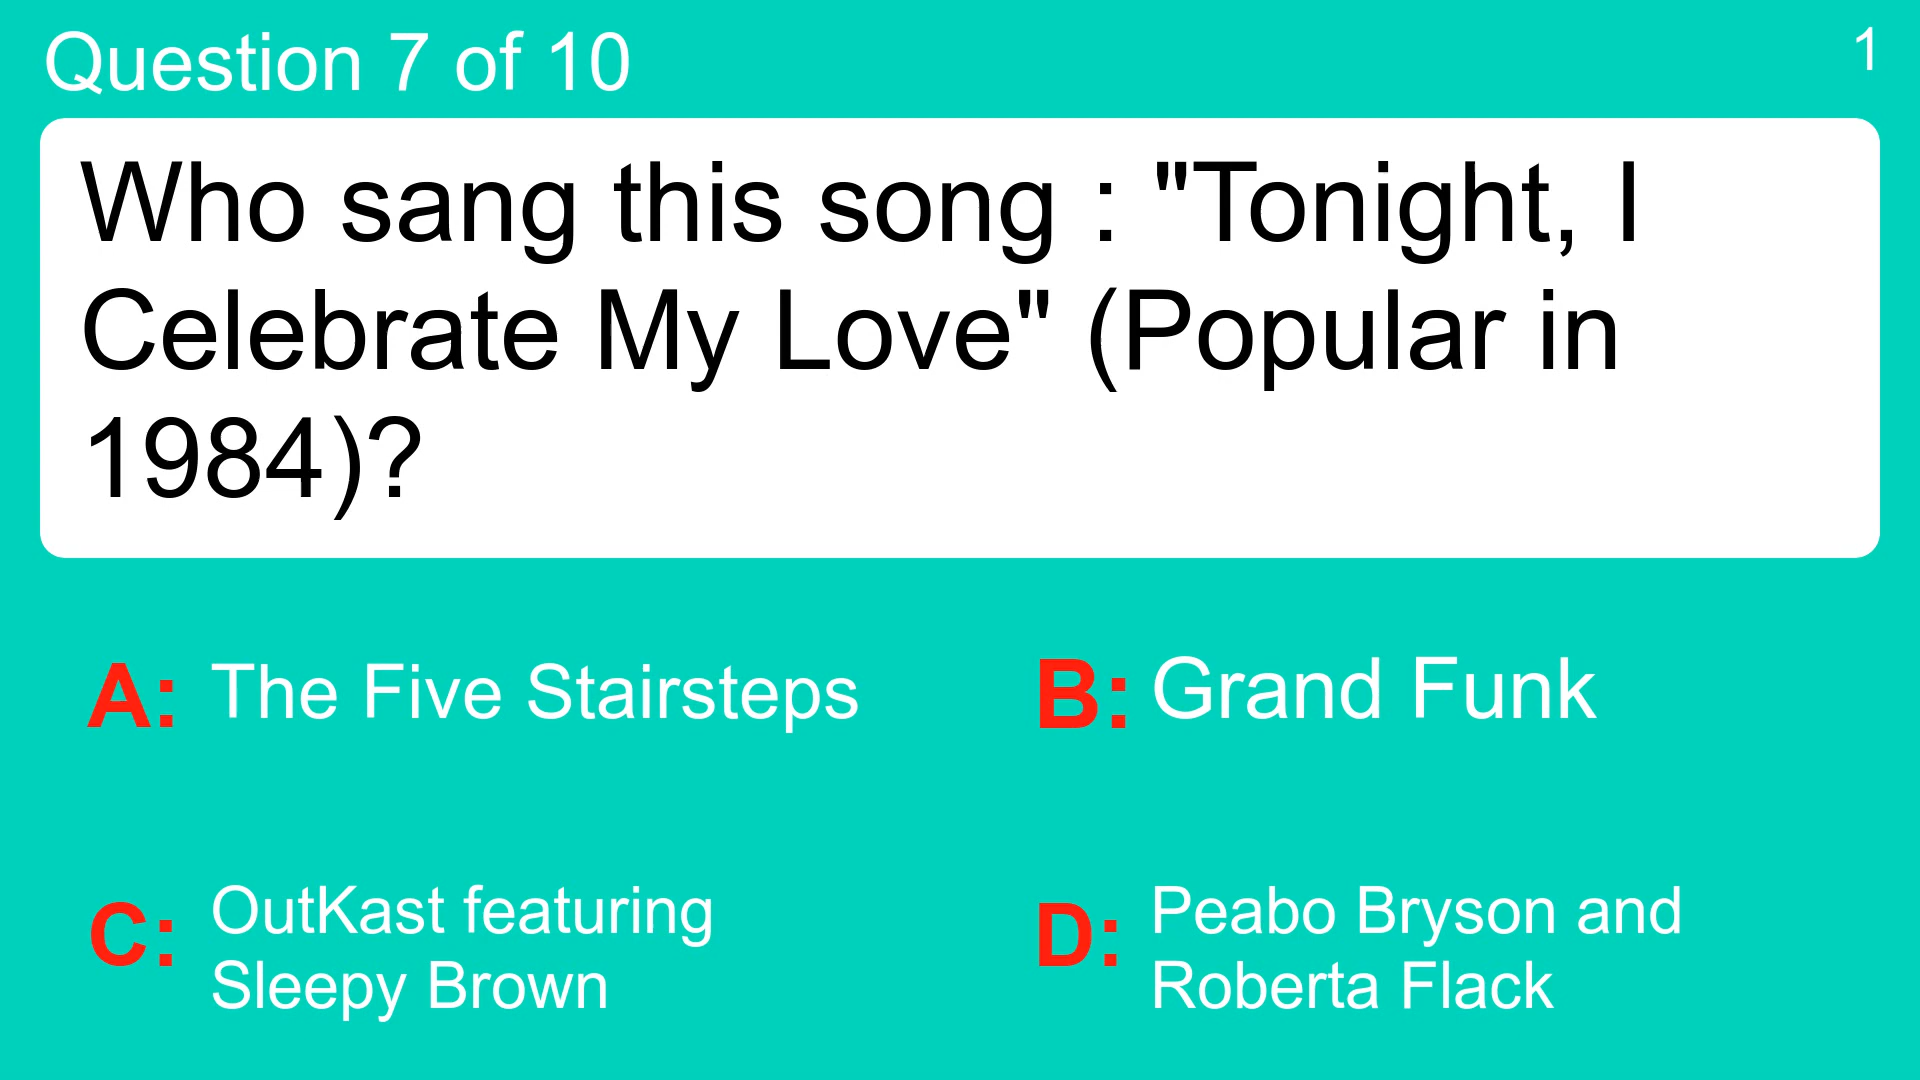 Question 7 of 10
1
Who sang this song : "Tonight, I
Celebrate My Love" (Popular in
1984)?
A: The Five Stairsteps
B: Grand Funk
C: OutKast featuring
Sleepy Brown
D: Peabo Bryson and
Roberta Flack